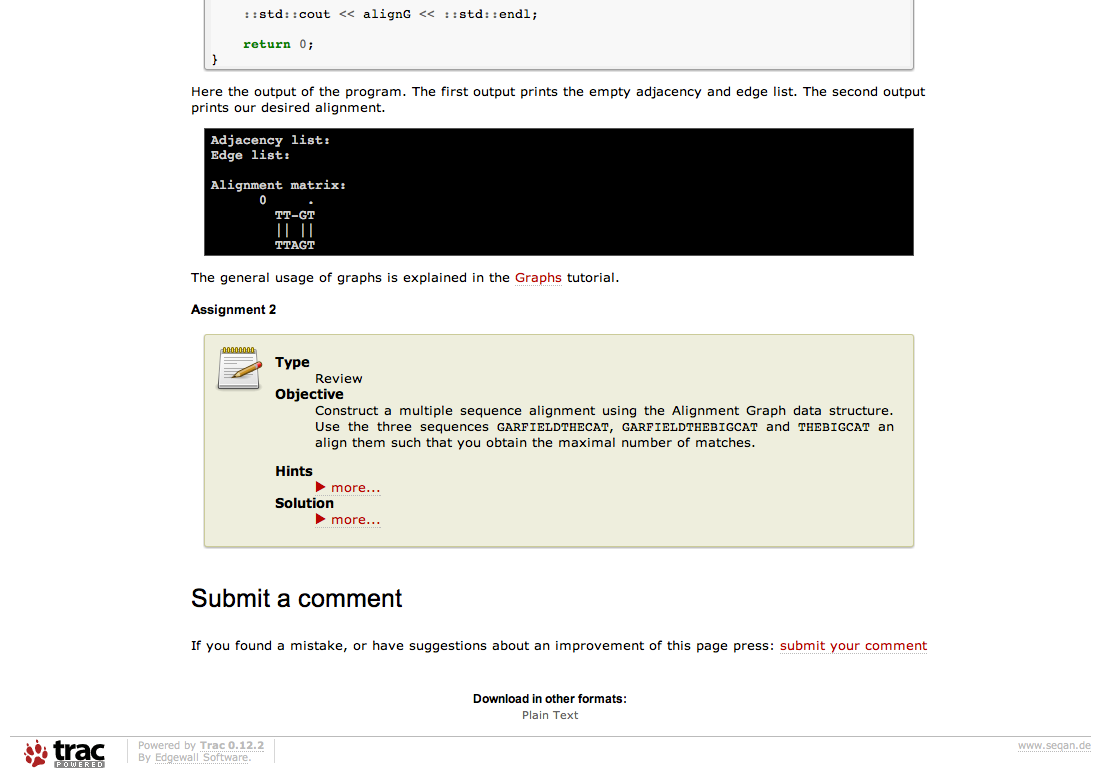 ::std::cout << alignG << ::std::endl;
return 0;
}
Here the output of the program. The first output prints the empty adjacency and edge list. The second output
prints our desired alignment.
Adjacency list:
Edge list:
Alignment matrix:
0     .
TT-GT
|| ||
TTAGT
The general usage of graphs is explained in the Graphs tutorial.
Assignment 2
Type
Review
Objective
Construct a multiple sequence alignment using the Alignment Graph data structure.
Use the three sequences GARFIELDTHECAT, GARFIELDTHEBIGCAT and THEBIGCAT an
align them such that you obtain the maximal number of matches.
Hints
▶ more...
Solution
▶ more...
Submit a comment
If you found a mistake, or have suggestions about an improvement of this page press: submit your comment
Download in other formats:
Plain Text
trac
POWERED
Powered by Trac 0.12.2
By Edgewall Software.
www.seqan.de